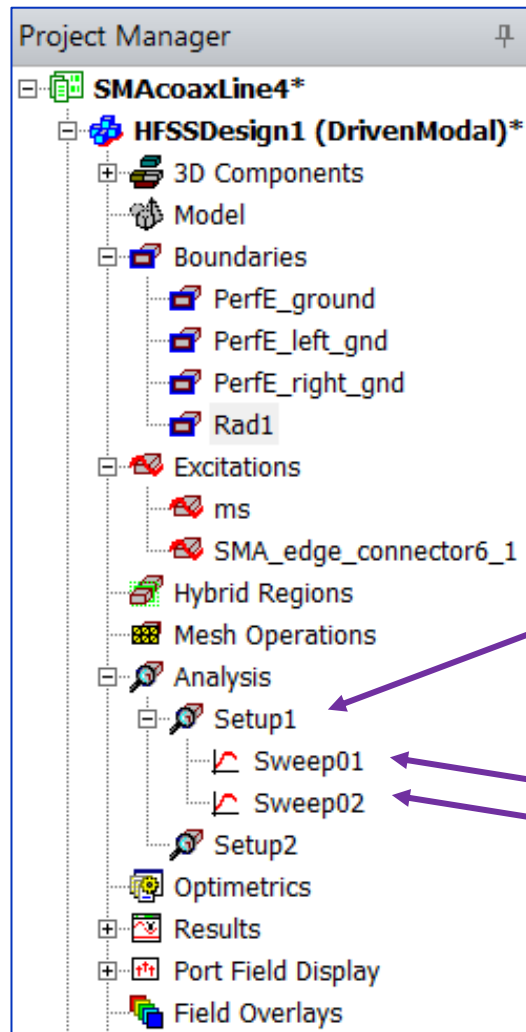 Project Manager
SMAcoaxLine4*
HFSSDesign1 (DrivenModal)*
3D Components
Model
Boundaries
PerfE_ground
PerfE_left_gnd
PerfE_right_gnd
Rad1
Excitations
ms
SMA_edge_connector6_1
Hybrid Regions
Mesh Operations
Analysis
Setup1
Sweep01
Sweep02
Setup2
Optimetrics
Results
Port Field Display
Field Overlays